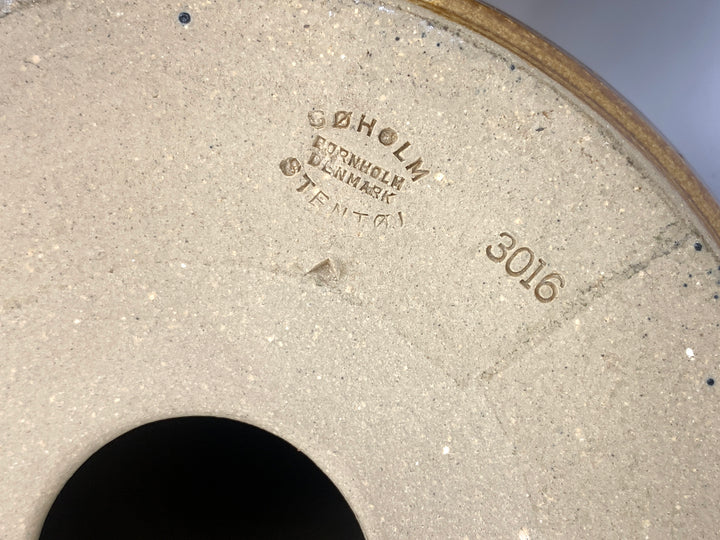 SØHOLM
BORNHOLM
DENMARK
STENTØJ
3016